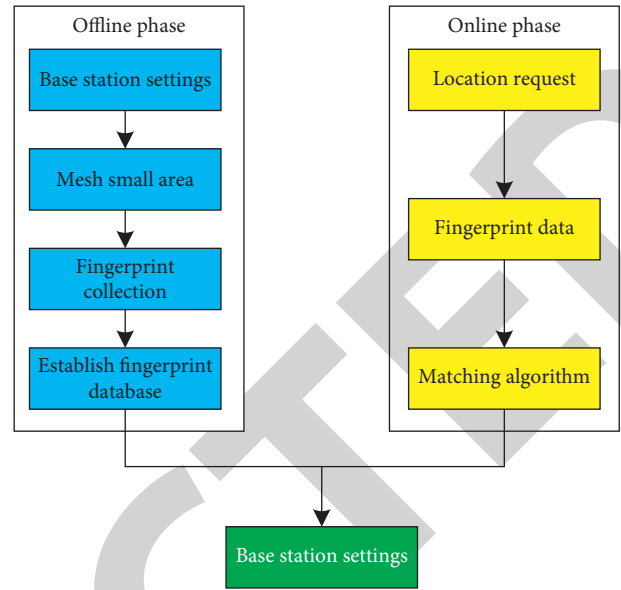 Offline phase
Base station settings
Mesh small area
Fingerprint
collection
Establish fingerprint
database
Online phase
Location request
Fingerprint data
Matching algorithm
Base station settings